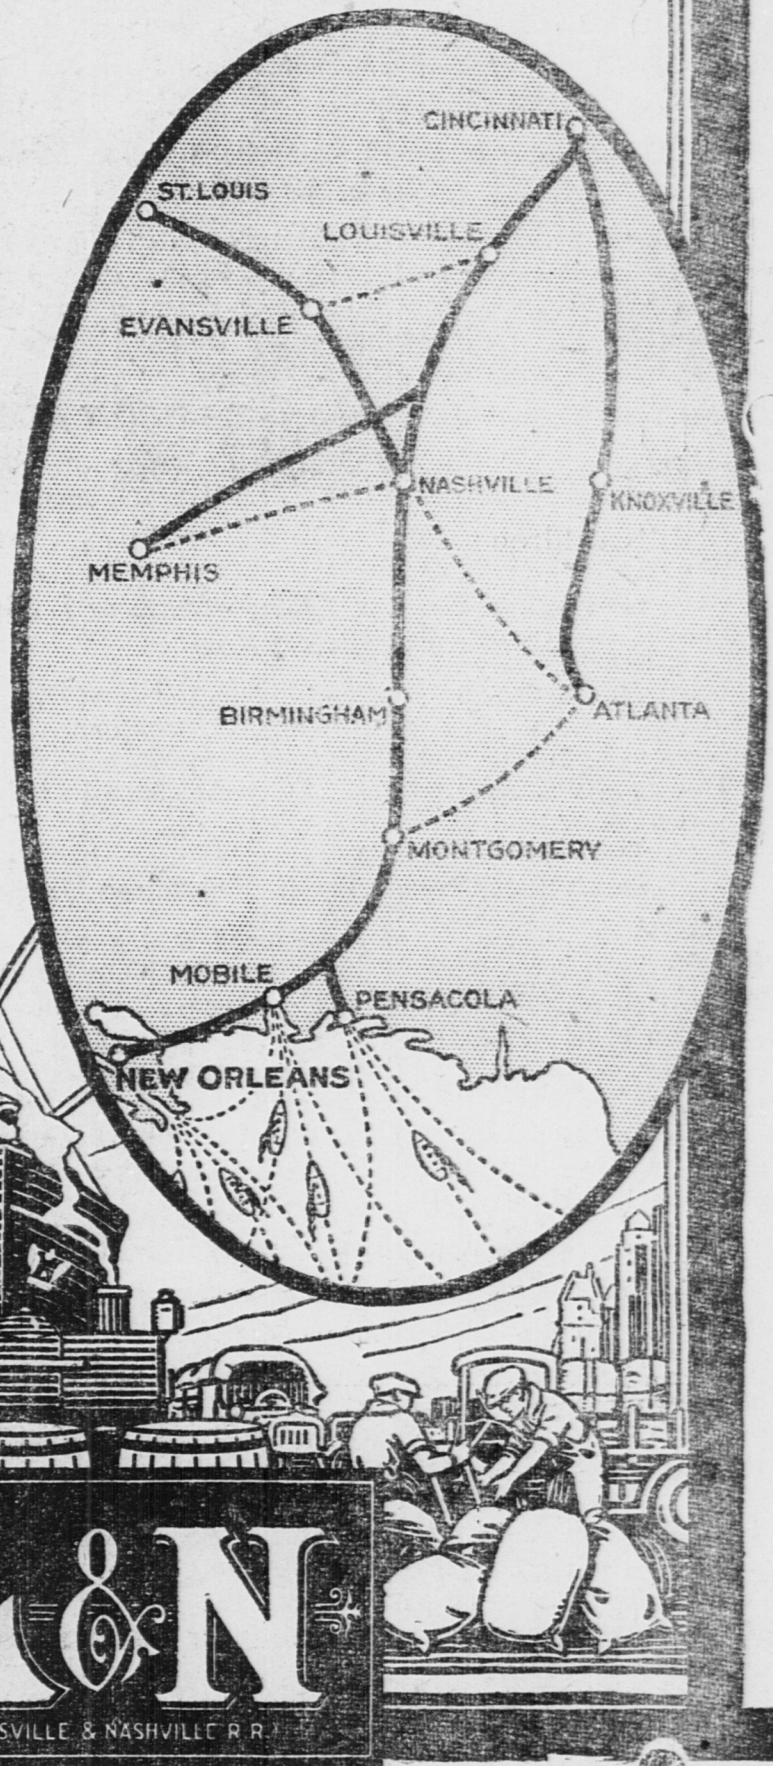 CINCINNATI
ST. LOUIS
LOUISVILLE
EVANSVILLE
NASHVILLE
KNOXVILLE
MEMPHIS
BIRMINGHAM
ATLANTA
MONTGOMERY
MOBILE
PENSACOLA
NEW ORLEANS
& N
SVILLE & NASHVILLE R.R.